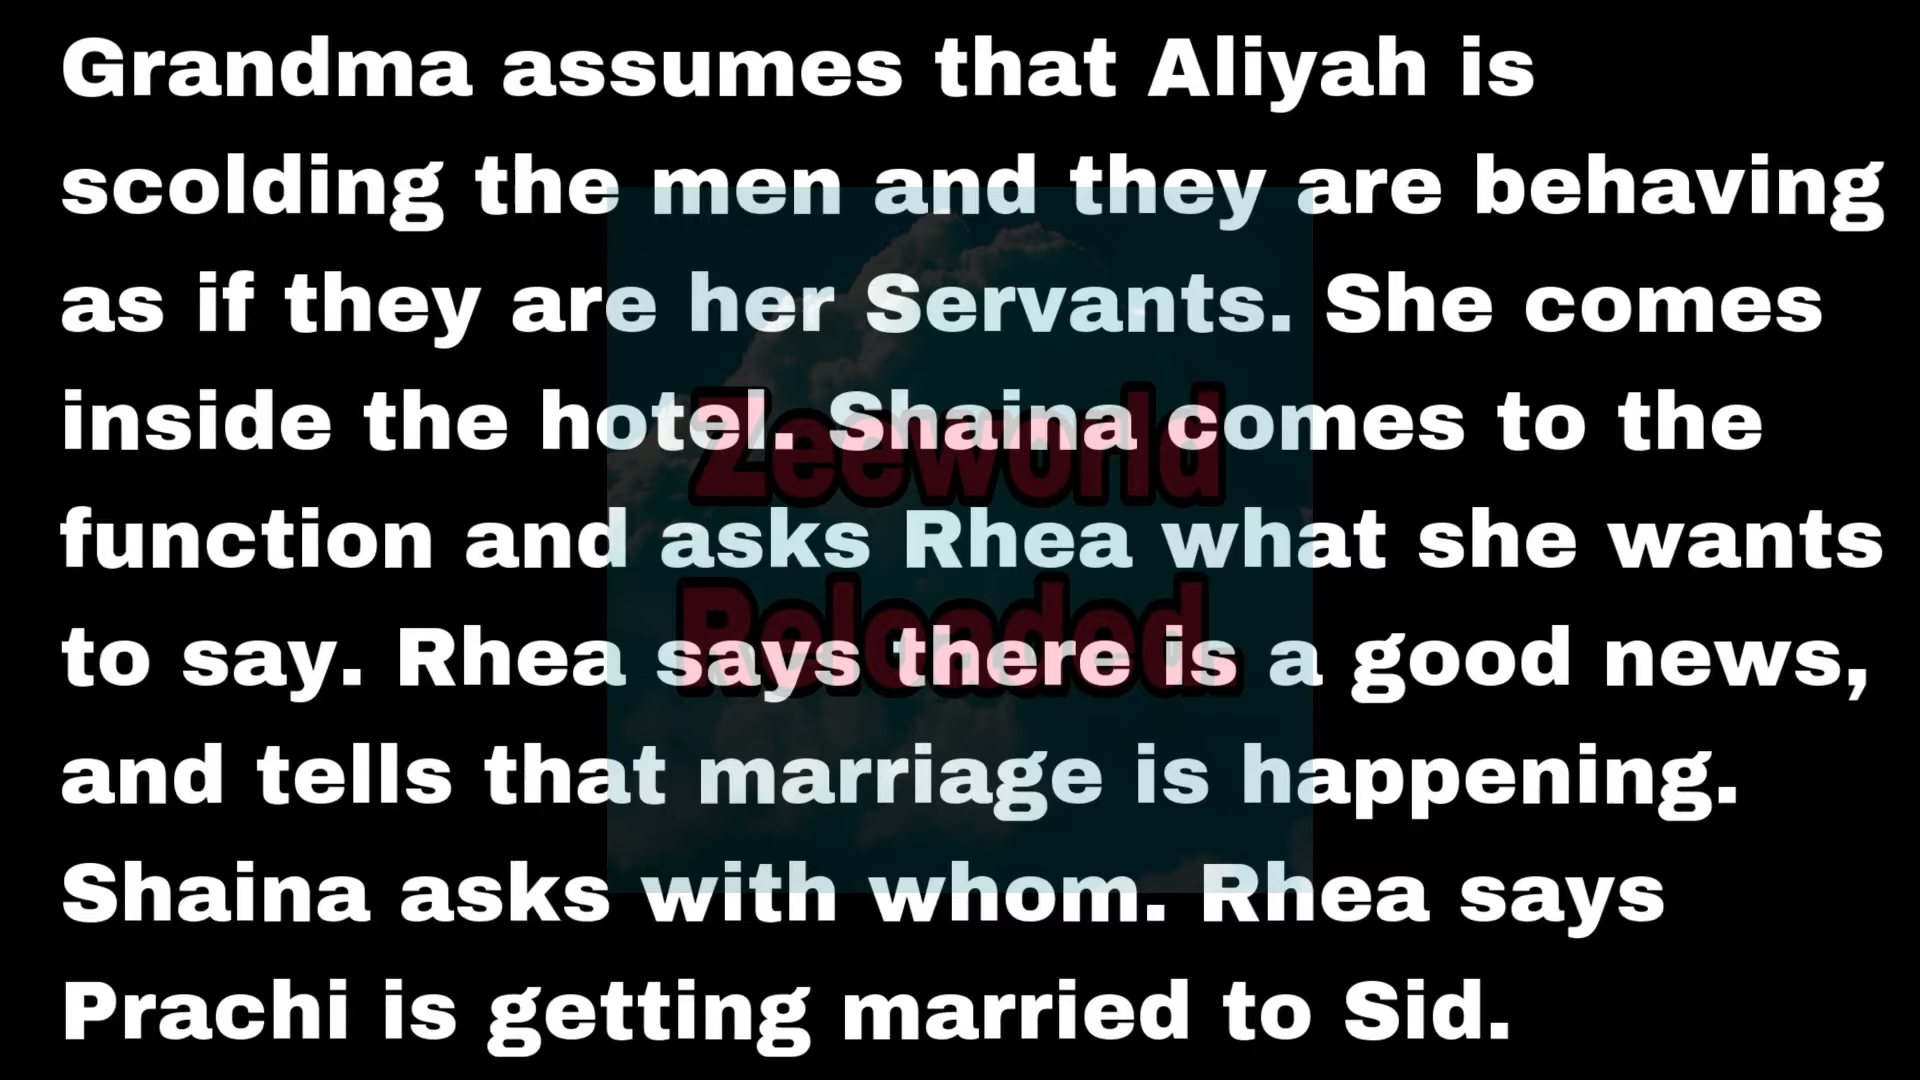 Grandma assumes that Aliyah is
scolding the men and they are behaving
as if they are her Servants. She comes
inside the hotel. Shaina comes to the
function and asks Rhea what she wants
to say. Rhea says there is a good news,
and tells that marriage is happening.
Shaina asks with whom. Rhea says
Prachi is getting married to Sid.
Zeeworld
Reloaded.